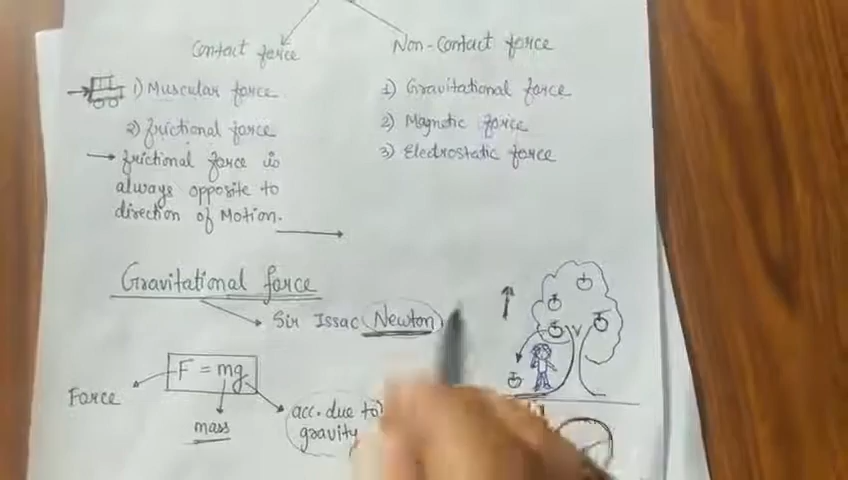 Contact force
Non-Contact force
1) Muscular force
2) frictional force
→ frictional force is
always opposite to
direction of Motion.
1) Gravitational force
2) Magnetic force
3) Electrostatic force
Gravitational force
Sir Issac Newton
F = mg
Force
mass
acc. due to
gravity